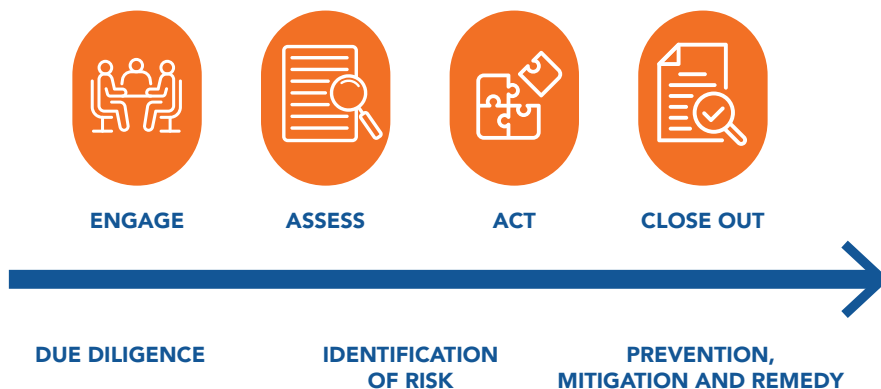 ENGAGE
ASSESS
ACT
CLOSE OUT
DUE DILIGENCE
IDENTIFICATION
OF RISK
PREVENTION,
MITIGATION AND REMEDY